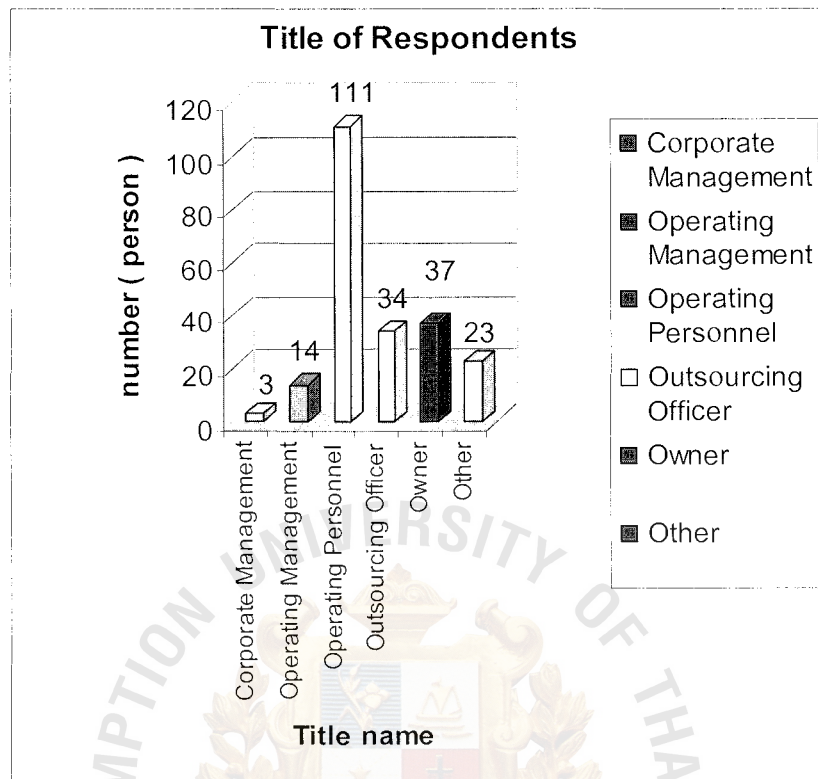 Title of Respondents
number ( person )
120
100
80
60
40
20
0
3
14
111
34
37
23
Corporate Management
Operating Management
Operating Personnel
Outsourcing Officer
Owner
Other
Title name
Corporate
Management
Operating
Management
Operating
Personnel
Outsourcing
Officer
Owner
Other
UNIVERSITY OF